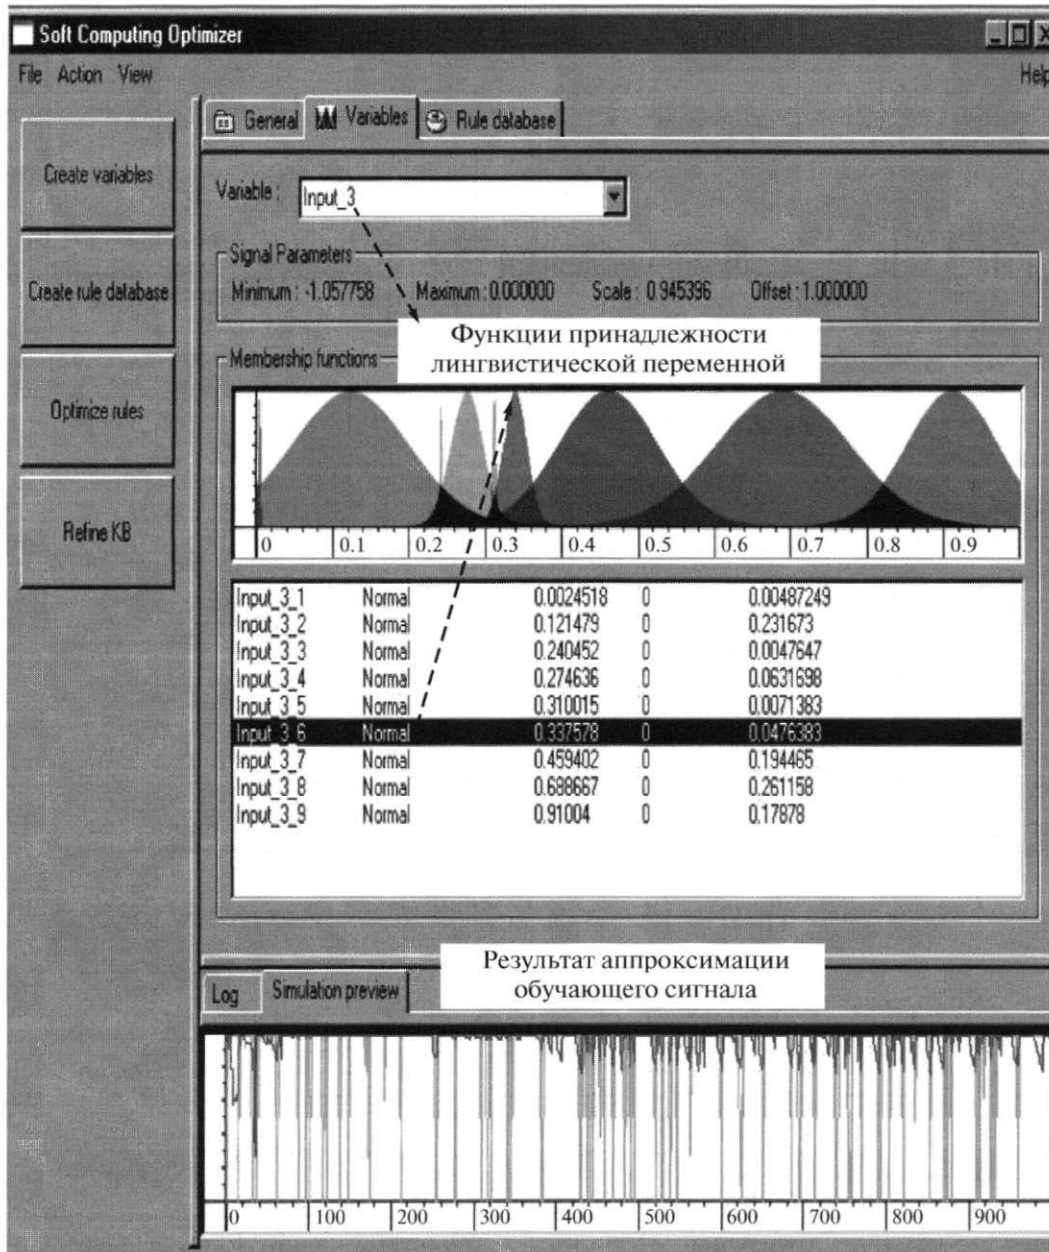 Soft Computing Optimizer
File Action View Help
Create variables
Create rule database
Optimize rules
Refine KB
General Variables Rule database
Variable : Input_3
Signal Parameters
Minimum : -1.057758 Maximum : 0.000000 Scale : 0.945396 Offset : 1.000000
Функции принадлежности
лингвистической переменной
Membership functions
0 0.1 0.2 0.3 0.4 0.5 0.6 0.7 0.8 0.9
Input_3_1 Normal 0.0024518 0 0.00487249
Input_3_2 Normal 0.121479 0 0.231673
Input_3_3 Normal 0.240452 0 0.0047647
Input_3_4 Normal 0.274636 0 0.0631698
Input_3_5 Normal 0.310015 0 0.0071383
Input_3_6 Normal 0.337578 0 0.0476383
Input_3_7 Normal 0.459402 0 0.194465
Input_3_8 Normal 0.688667 0 0.261158
Input_3_9 Normal 0.91004 0 0.17878
Результат аппроксимации
обучающего сигнала
Log Simulation preview
0 100 200 300 400 500 600 700 800 900